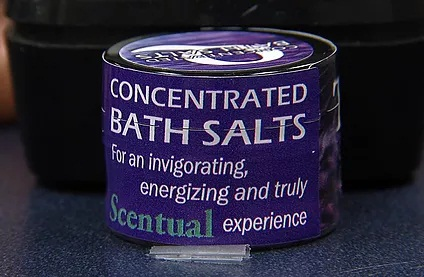 CONCENTRATED
BATH SALTS
For an invigorating,
energizing and truly
Scentual experience